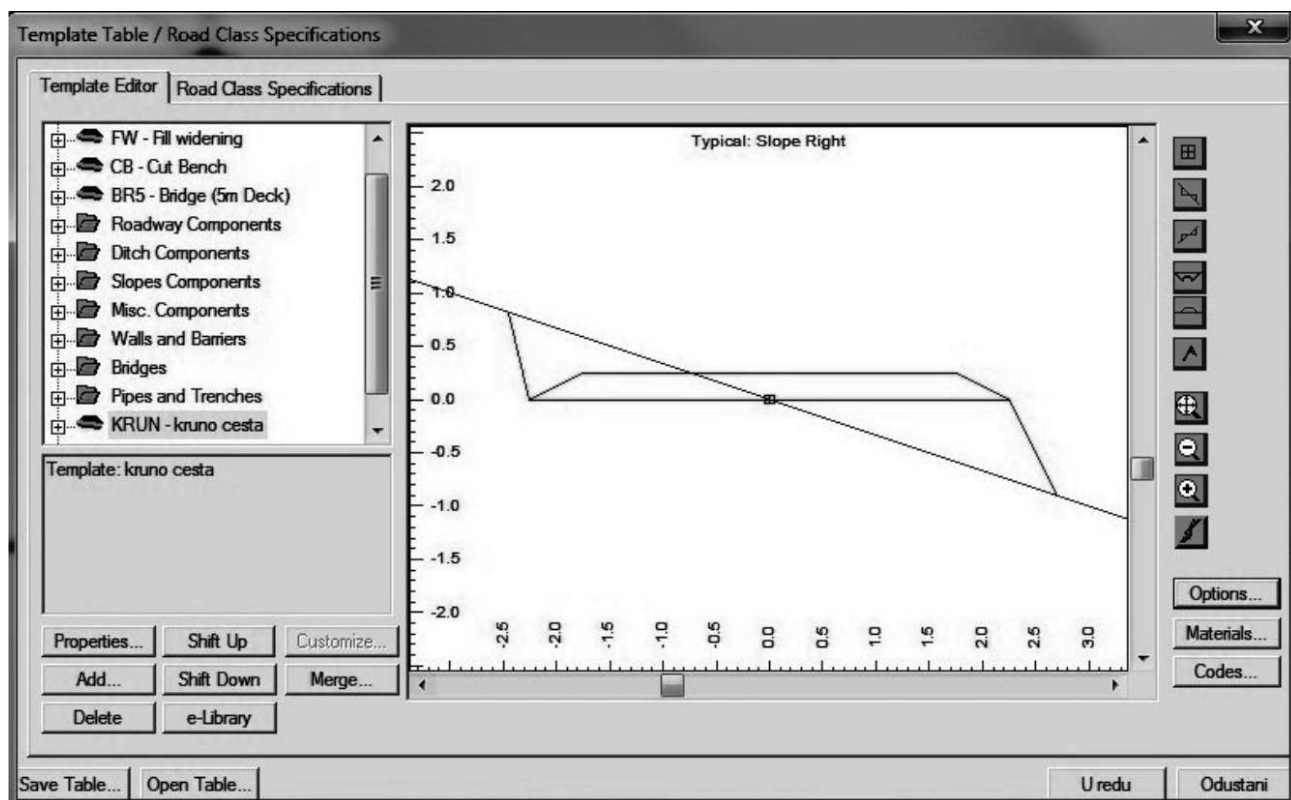 Template Table / Road Class Specifications
X
Template Editor
Road Class Specifications
FW - Fill widening
CB - Cut Bench
BR5 - Bridge (5m Deck)
Roadway Components
Ditch Components
Slopes Components
Misc. Components
Walls and Barriers
Bridges
Pipes and Trenches
KRUN - kruno cesta
Template: kruno cesta
Properties...
Shift Up
Customize...
Add...
Shift Down
Merge...
Delete
e-Library
Typical: Slope Right
2.0
1.5
1.0
0.5
0.0
-0.5
-1.0
-1.5
-2.0
-2.5
-2.0
-1.5
-1.0
-0.5
0.0
0.5
1.0
1.5
2.0
2.5
3.0
Options...
Materials...
Codes...
Save Table...
Open Table...
U redu
Odustani